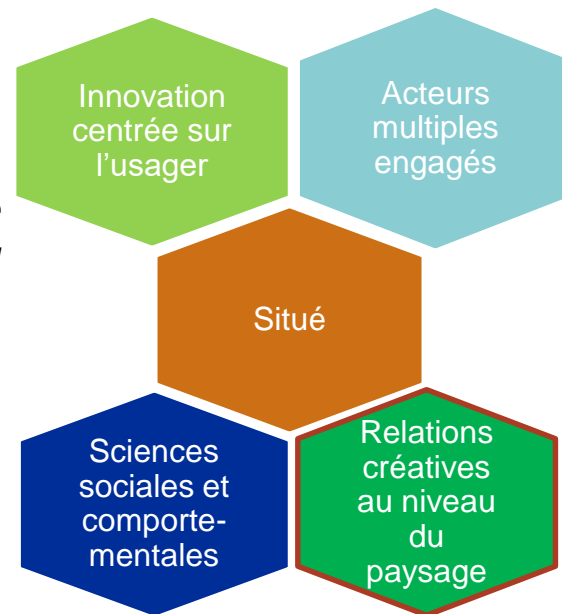 Innovation
centrée sur
l'usager
Acteurs
multiples
engagés
Situé
Sciences
sociales et
comporte-
mentales
Relations
créatives
au niveau
du
paysage